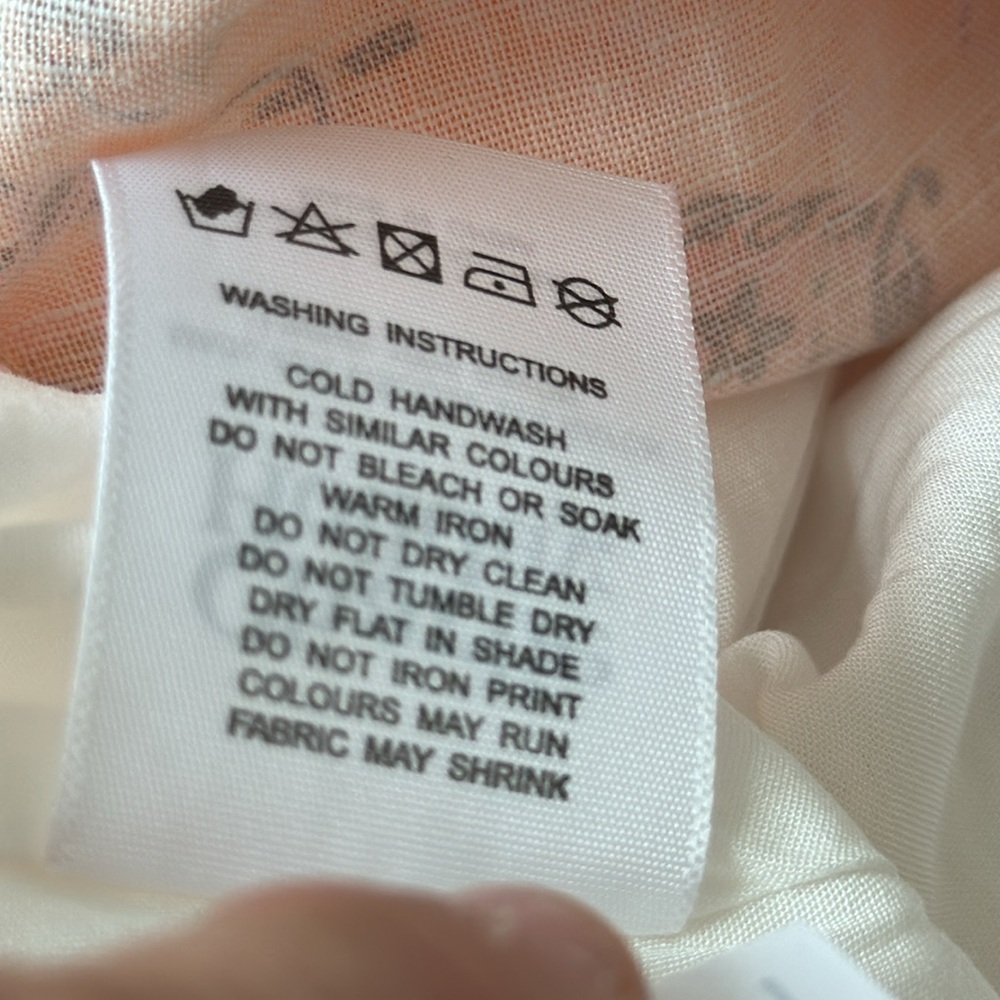 WASHING INSTRUCTIONS
COLD HANDWASH
WITH SIMILAR COLOURS
DO NOT BLEACH OR SOAK
WARM IRON
DO NOT DRY CLEAN
DO NOT TUMBLE DRY
DRY FLAT IN SHADE
DO NOT IRON PRINT
COLOURS MAY RUN
FABRIC MAY SHRINK